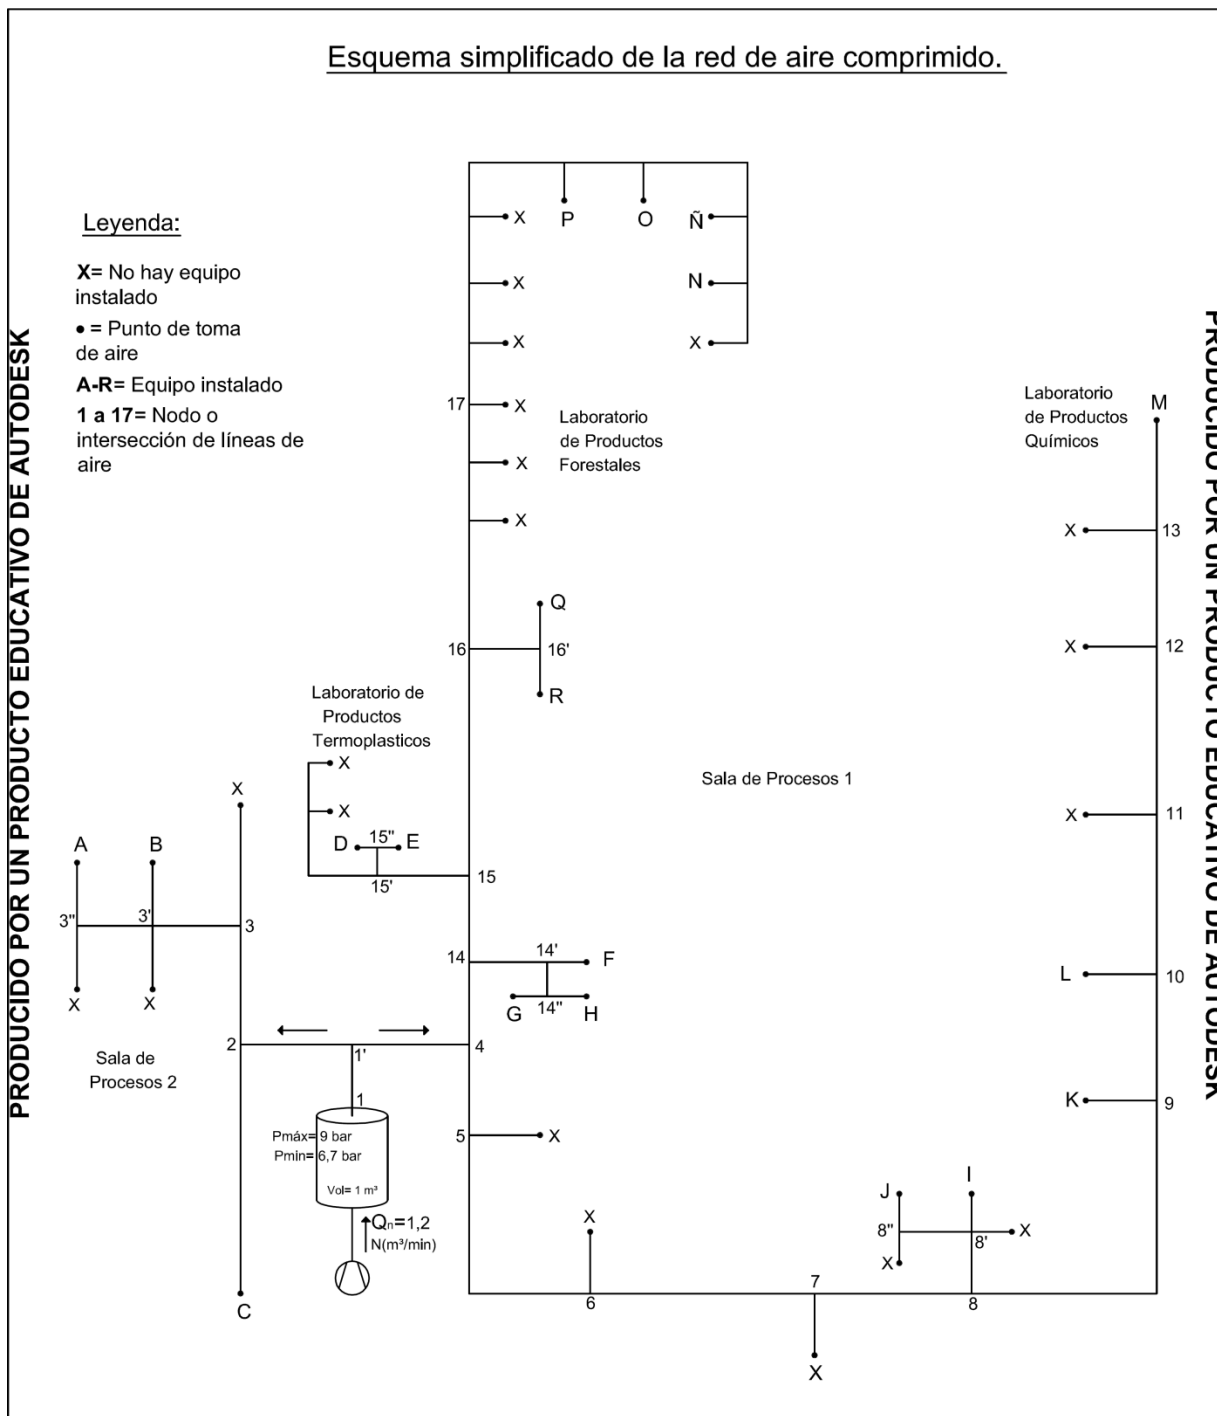 Esquema simplificado de la red de aire comprimido.
Leyenda:
X= No hay equipo
instalado
• = Punto de toma
de aire
A-R= Equipo instalado
1 a 17= Nodo o
intersección de líneas de
aire
PRODUCIDO POR UN PRODUCTO EDUCATIVO DE AUTODESK
PRODUCIDO POR UN PRODUCTO EDUCATIVO DE AUTODESK
X
P
O
Ñ
X
N
X
X
17
X
Laboratorio
de Productos
Forestales
X
X
Laboratorio
de Productos
Químicos
M
X
13
Q
16
16'
R
X
12
Laboratorio de
Productos
Termoplasticos
X
X
D
15"
E
15'
15
Sala de Procesos 1
X
11
X
A
B
3"
3'
3
X
X
14
14'
F
G
14"
H
L
10
2
1'
4
Sala de
Procesos 2
1
Pmáx= 9 bar
Pmin= 6,7 bar
Vol= 1 m³
Qn=1,2
N(m³/min)
C
5
X
K
9
X
6
7
X
J
I
8"
8'
X
X
8